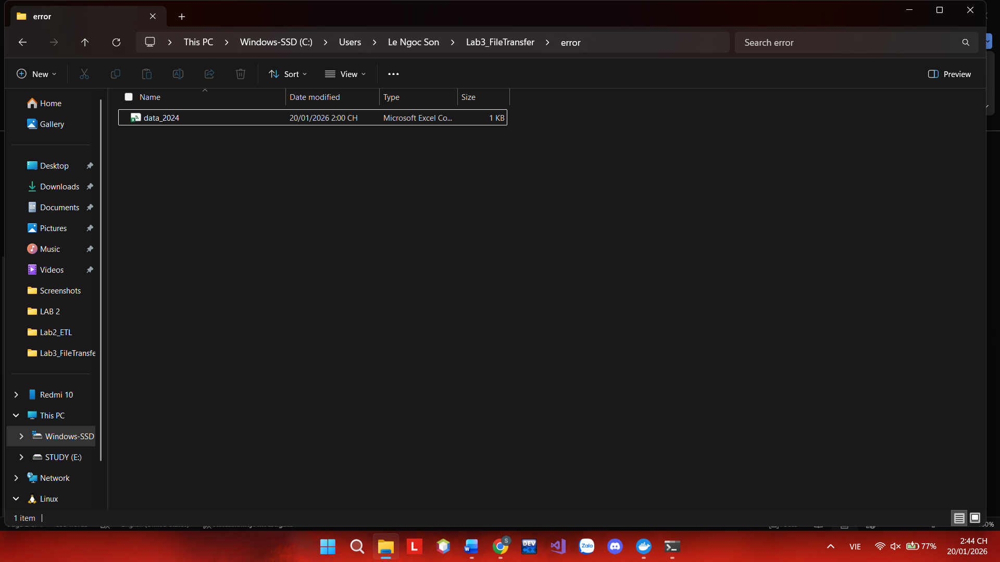 error
This PC
Windows-SSD (C:)
Users
Le Ngoc Son
Lab3_FileTransfer
error
Search error
New
Sort
View
Preview
Name
Date modified
Type
Size
data_2024
20/01/2026 2:00 CH
Microsoft Excel Co...
1 KB
Home
Gallery
Desktop
Downloads
Documents
Pictures
Music
Videos
Screenshots
LAB 2
Lab2_ETL
Lab3_FileTransfe
Redmi 10
This PC
Windows-SSD
STUDY (E:)
Network
Linux
1 item
L
W
S
DEV
Zalo
VIE
77%
2:44 CH
20/01/2026